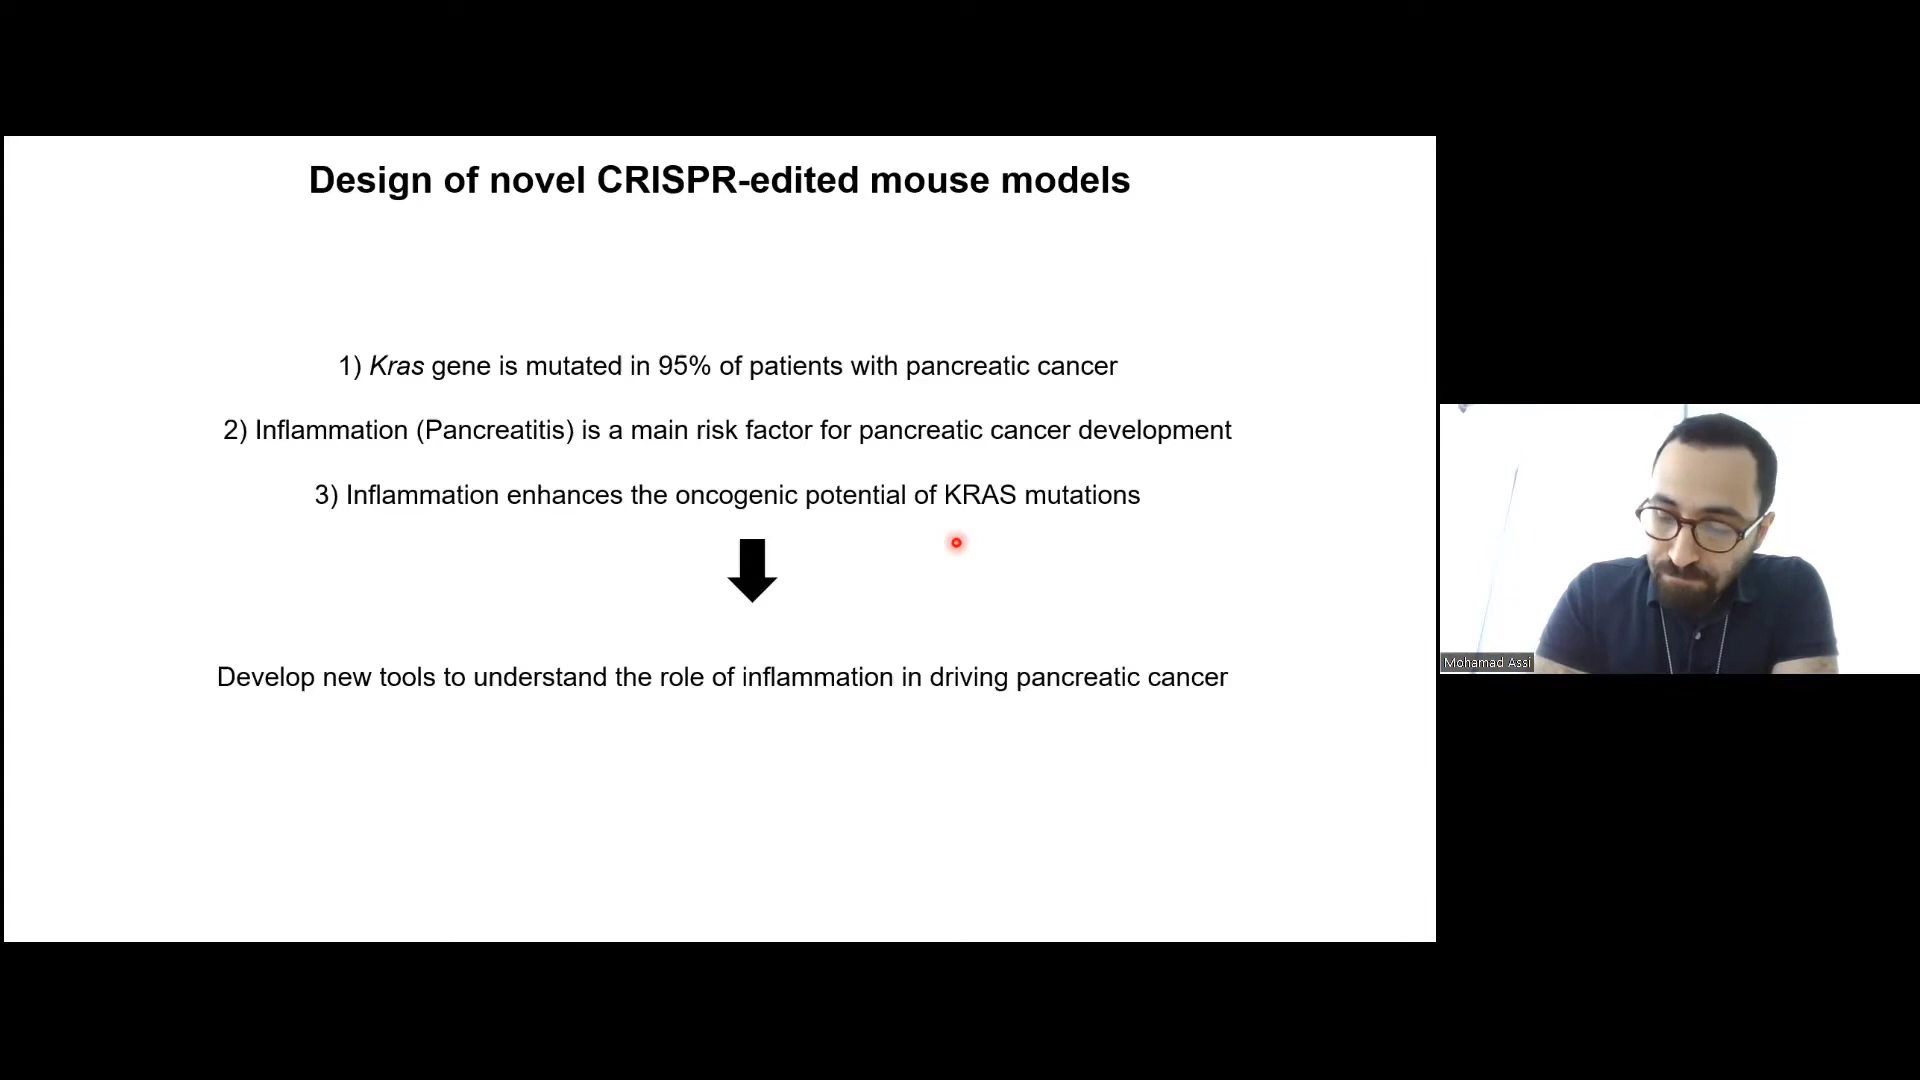 Design of novel CRISPR-edited mouse models
1) Kras gene is mutated in 95% of patients with pancreatic cancer
2) Inflammation (Pancreatitis) is a main risk factor for pancreatic cancer development
3) Inflammation enhances the oncogenic potential of KRAS mutations
Develop new tools to understand the role of inflammation in driving pancreatic cancer
Mohamad Assi